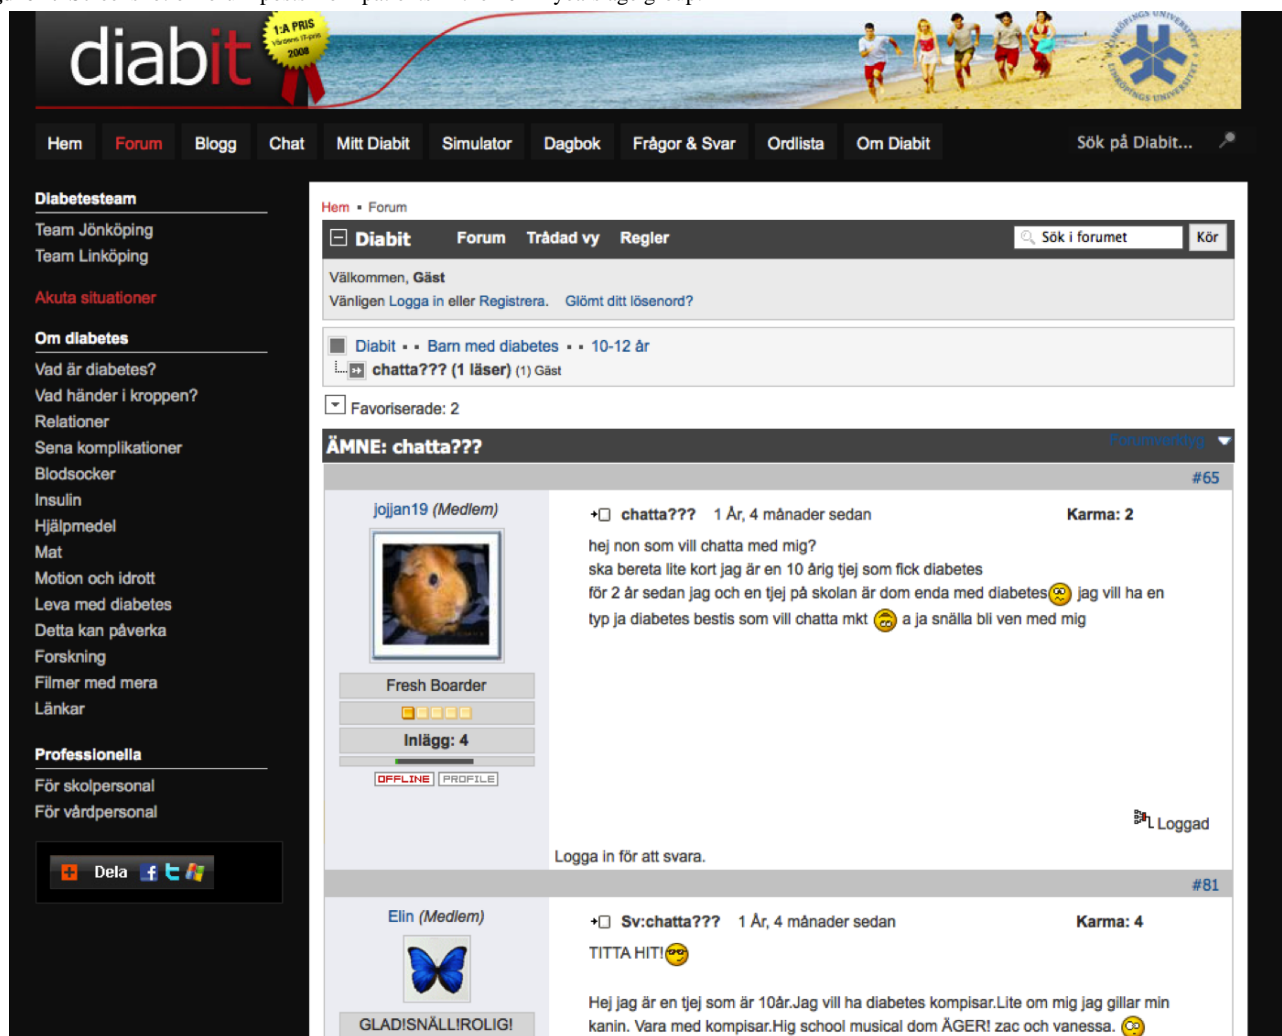 diabit
1:A PRIS
Vårdens IT-pris
2008
LINKÖPINGS UNIVERSITET
Hem Forum Blogg Chat Mitt Diabit Simulator Dagbok Frågor & Svar Ordlista Om Diabit Sök på Diabit...
Diabetesteam
Team Jönköping
Team Linköping
Akuta situationer
Om diabetes
Vad är diabetes?
Vad händer i kroppen?
Relationer
Sena komplikationer
Blodsocker
Insulin
Hjälpmedel
Mat
Motion och idrott
Leva med diabetes
Detta kan påverka
Forskning
Filmer med mera
Länkar
Professionella
För skolpersonal
För vårdpersonal
Dela
Hem Forum
Diabit Forum Trådad vy Regler Sök i forumet Kör
Välkommen, Gäst
Vänligen Logga in eller Registrera. Glömt ditt lösenord?
Diabit Barn med diabetes 10-12 år
chatta??? (1 läser) (1) Gäst
Favoriserade: 2
ÄMNE: chatta??? Forumverktyg
#65
jojjan19 (Medlem)
chatta??? 1 År, 4 månader sedan Karma: 2
hej non som vill chatta med mig?
ska bereta lite kort jag är en 10 årig tjej som fick diabetes
för 2 år sedan jag och en tjej på skolan är dom enda med diabetes jag vill ha en
typ ja diabetes bestis som vill chatta mkt a ja snälla bli ven med mig
Fresh Boarder
Inlägg: 4
OFFLINE PROFILE
Loggad
Logga in för att svara.
#81
Elin (Medlem)
Sv:chatta??? 1 År, 4 månader sedan Karma: 4
TITTA HIT!
Hej jag är en tjej som är 10år.Jag vill ha diabetes kompisar.Lite om mig jag gillar min
GLAD!SNÄLL!ROLIG!
kanin. Vara med kompisar.Hig school musical dom ÄGER! zac och vanessa.